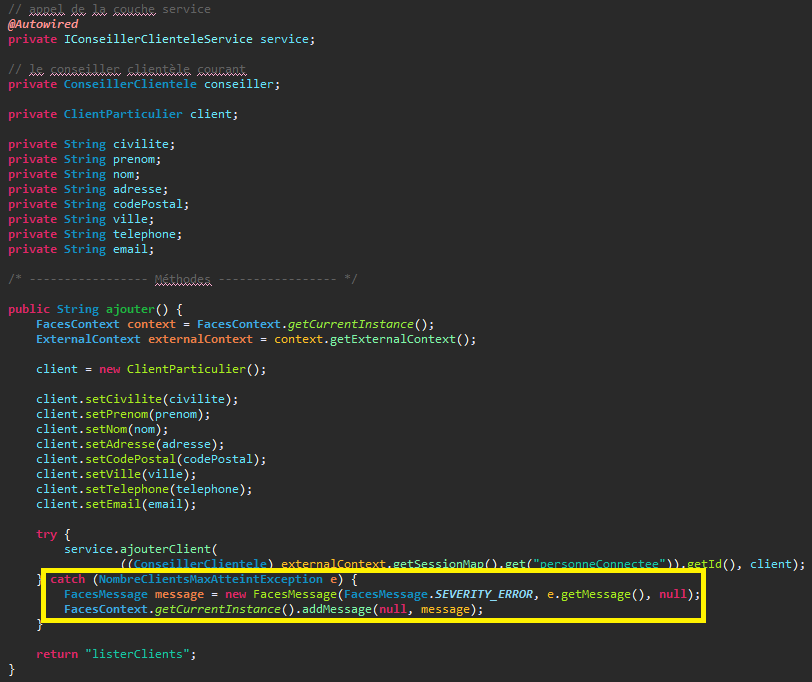 // appel de la couche service
@Autowired
private IConseillerClienteleService service;
// le conseiller clientèle courant
private ConseillerClientele conseiller;
private ClientParticulier client;
private String civilite;
private String prenom;
private String nom;
private String adresse;
private String codePostal;
private String ville;
private String telephone;
private String email;
/* ----------------- Méthodes ----------------- */
public String ajouter() {
FacesContext context = FacesContext.getCurrentInstance();
ExternalContext externalContext = context.getExternalContext();
client = new ClientParticulier();
client.setCivilite(civilite);
client.setPrenom(prenom);
client.setNom(nom);
client.setAdresse(adresse);
client.setCodePostal(codePostal);
client.setVille(ville);
client.setTelephone(telephone);
client.setEmail(email);
try {
service.ajouterClient(
((ConseillerClientele) externalContext.getSessionMap().get("personneConnectee")).getId(), client);
} catch (NombreClientsMaxAtteintException e) {
FacesMessage message = new FacesMessage(FacesMessage.SEVERITY_ERROR, e.getMessage(), null);
FacesContext.getCurrentInstance().addMessage(null, message);
}
return "listerClients";
}